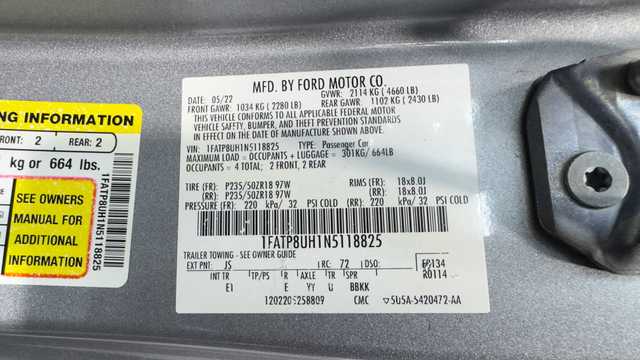 NG INFORMATION
FRONT: 2 REAR: 2
kg or 664 lbs.
SEE OWNERS
MANUAL FOR
ADDITIONAL
INFORMATION
1FATP8UH1N5118825
MFD. BY FORD MOTOR CO.
DATE: 05/22 GVWR: 2114 KG ( 4660 LB)
FRONT GAWR: 1034 KG ( 2280 LB) REAR GAWR: 1102 KG ( 2430 LB)
THIS VEHICLE CONFORMS TO ALL APPLICABLE FEDERAL MOTOR
VEHICLE SAFETY, BUMPER, AND THEFT PREVENTION STANDARDS
IN EFFECT ON THE DATE OF MANUFACTURE SHOWN ABOVE.
VIN: 1FATP8UH1N5118825 TYPE: Passenger Car
MAXIMUM LOAD = OCCUPANTS + LUGGAGE = 301KG/664LB
OCCUPANTS = 4 TOTAL; 2 FRONT, 2 REAR
TIRE (FR): P235/50ZR18 97W RIMS (FR): 18x8.0J
(RR): P235/50ZR18 97W (RR): 18x8.0J
PRESSURE (FR): 220 kPa/ 32 PSI COLD (RR): 220 kPa/ 32 PSI COLD
1FATP8UH1N5118825
TRAILER TOWING - SEE OWNER GUIDE
EXT PNT: JS RC: 72 DSO: FP134
R0114
INT TR TP/PS R AXLE TR SPR
EI E YY U BBKK
CMC 5U5A-5420472-AA